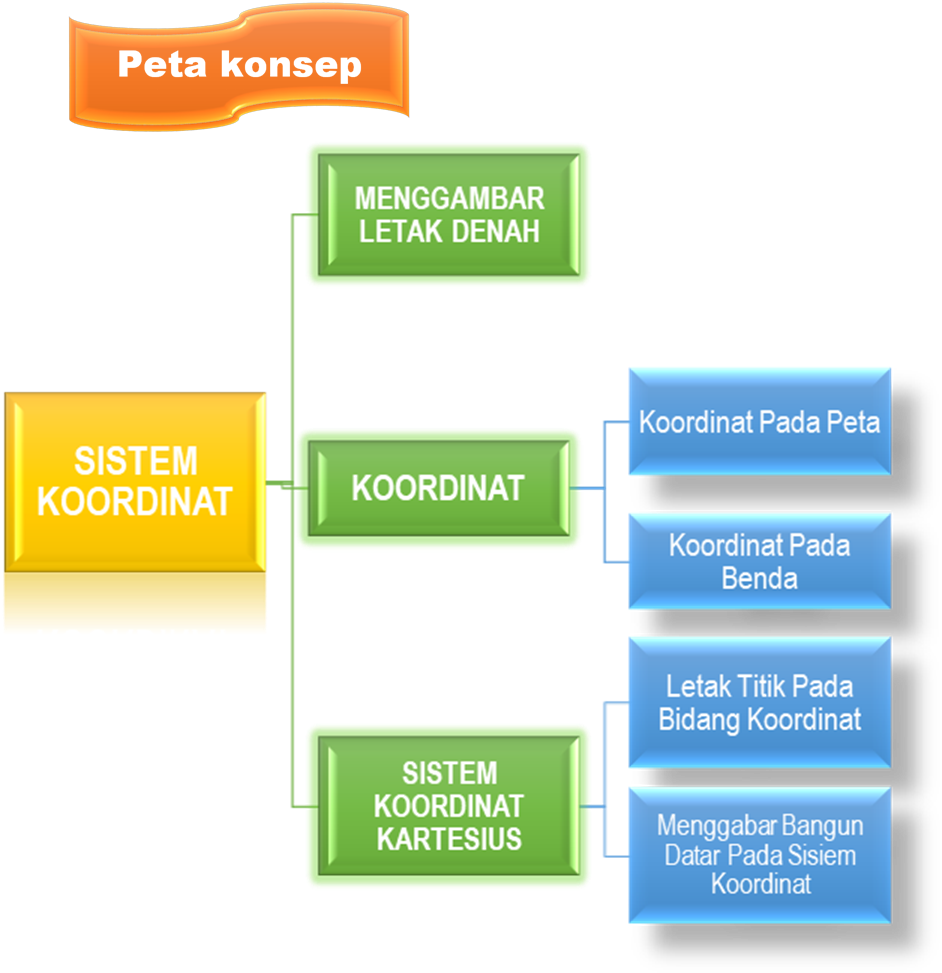 Peta konsep
MENGGAMBAR
LETAK DENAH
SISTEM
KOORDINAT
KOORDINAT
Koordinat Pada Peta
Koordinat Pada
Benda
SISTEM
KOORDINAT
KARTESIUS
Letak Titik Pada
Bidang Koordinat
Menggabar Bangun
Datar Pada Sisiem
Koordinat